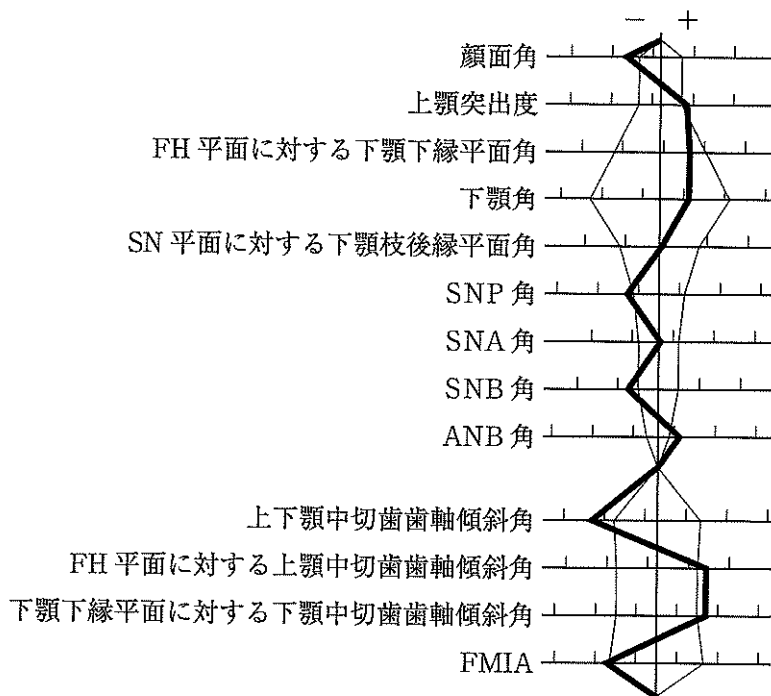 − +
顔面角
上顎突出度
FH 平面に対する下顎下縁平面角
下顎角
SN 平面に対する下顎枝後縁平面角
SNP 角
SNA 角
SNB 角
ANB 角
上下顎中切歯歯軸傾斜角
FH 平面に対する上顎中切歯歯軸傾斜角
下顎下縁平面に対する下顎中切歯歯軸傾斜角
FMIA